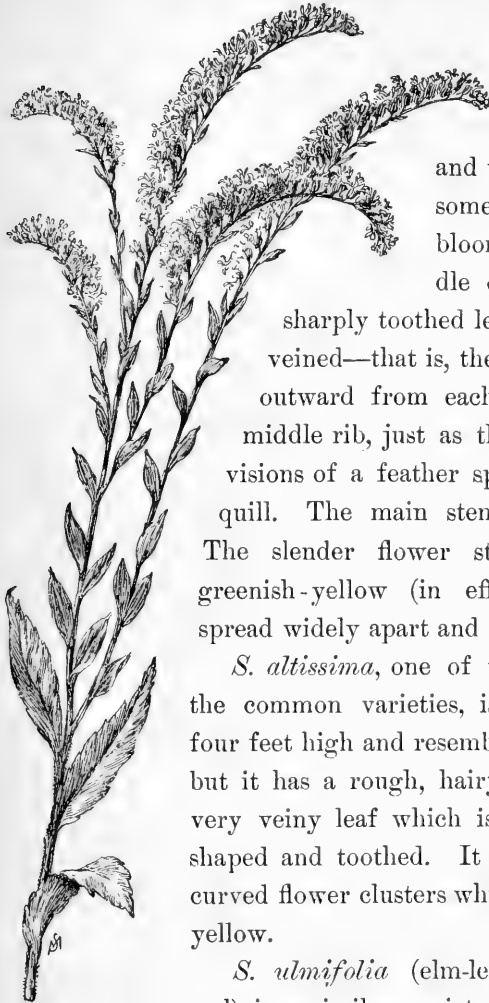 and
some
bloom
dle
sharply toothed le
veined—that is, the
outward from each
middle rib, just as th
visions of a feather sp
quill. The main sten
The slender flower st
greenish-yellow (in eff
spread widely apart and
S. altissima, one of
the common varieties, is
four feet high and resemb
but it has a rough, hairy
very veiny leaf which is
shaped and toothed. It
curved flower clusters wh
yellow.
S. ulmifolia (elm-le